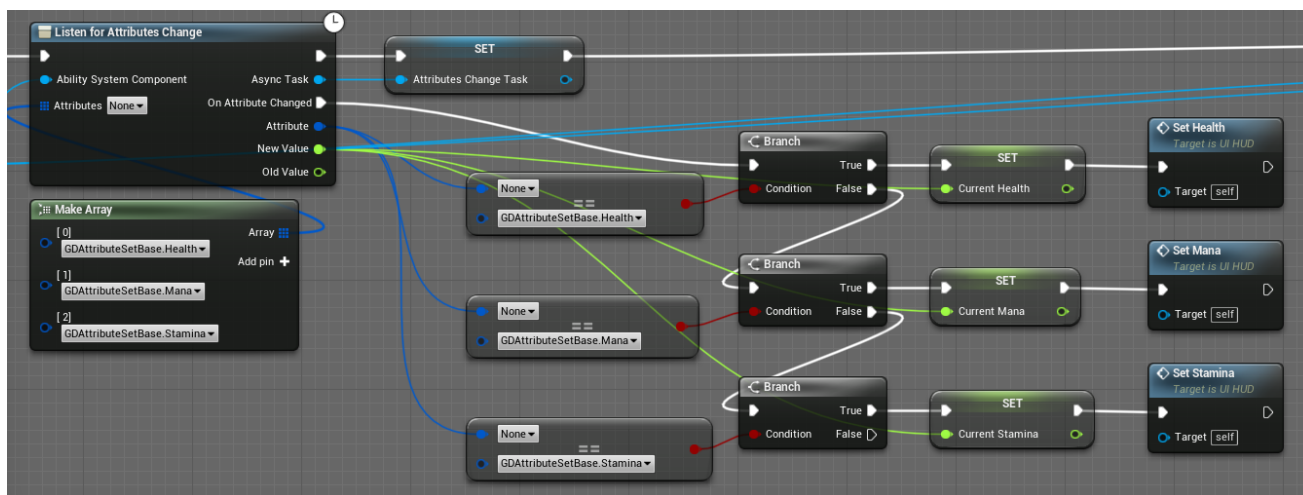 Listen for Attributes Change
Ability System Component
Async Task
Attributes None
On Attribute Changed
Attribute
New Value
Old Value
Make Array
[0]
Array
GDAttributeSetBase.Health
Add pin
[1]
GDAttributeSetBase.Mana
[2]
GDAttributeSetBase.Stamina
SET
Attributes Change Task
None
==
GDAttributeSetBase.Health
None
==
GDAttributeSetBase.Mana
None
==
GDAttributeSetBase.Stamina
Branch
True
Condition False
Branch
True
Condition False
Branch
True
Condition False
SET
Current Health
SET
Current Mana
SET
Current Stamina
Set Health
Target is UI HUD
Target self
Set Mana
Target is UI HUD
Target self
Set Stamina
Target is UI HUD
Target self